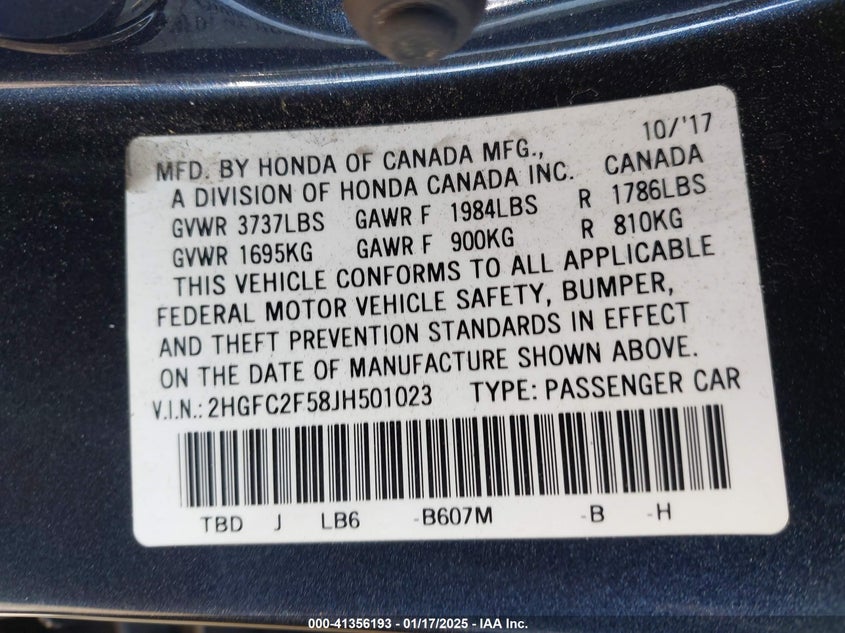 10/'17
MFD. BY HONDA OF CANADA MFG.,
A DIVISION OF HONDA CANADA INC. CANADA
GVWR 3737LBS GAWR F 1984LBS R 1786LBS
GVWR 1695KG GAWR F 900KG R 810KG
THIS VEHICLE CONFORMS TO ALL APPLICABLE
FEDERAL MOTOR VEHICLE SAFETY, BUMPER,
AND THEFT PREVENTION STANDARDS IN EFFECT
ON THE DATE OF MANUFACTURE SHOWN ABOVE.
V.I.N.: 2HGFC2F58JH501023 TYPE: PASSENGER CAR
TBD J LB6 -B607M -B -H
000-41356193 - 01/17/2025 - IAA Inc.